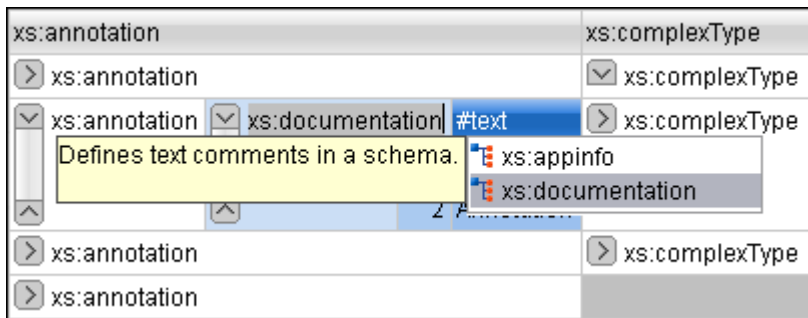 xs:annotation xs:complexType
xs:annotation xs:complexType
xs:annotation xs:documentation #text xs:complexType
Defines text comments in a schema. xs:appinfo
xs:documentation
2
xs:annotation xs:complexType
xs:annotation